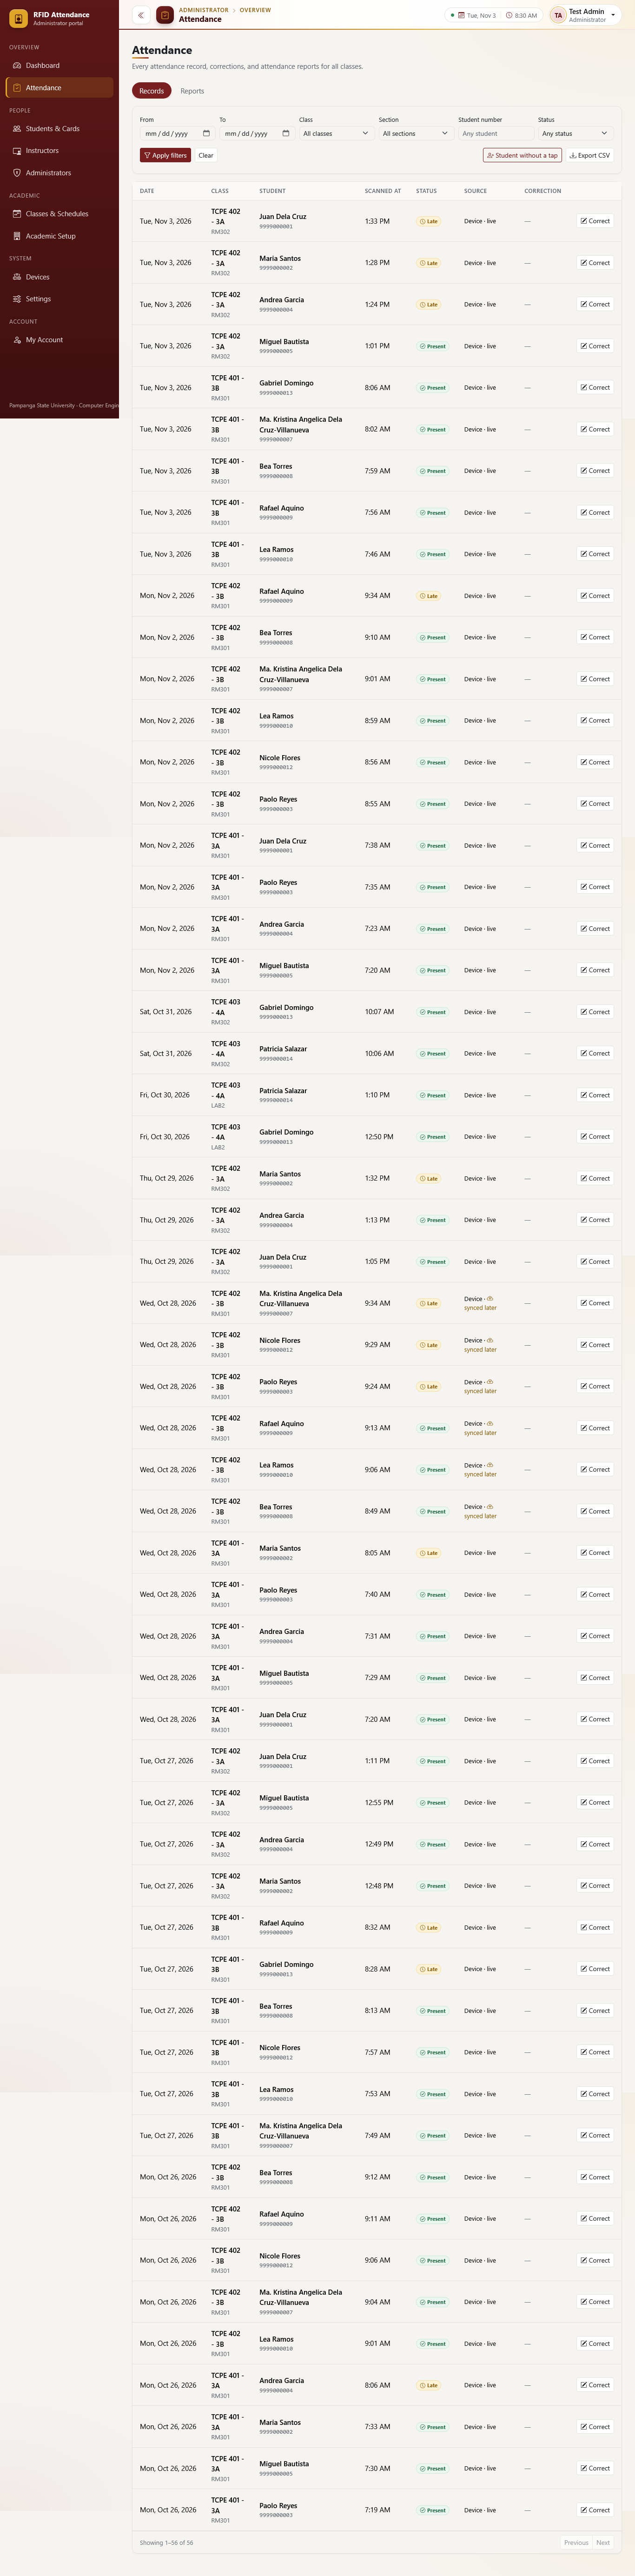 RFID Attendance
Administrator portal
OVERVIEW
Dashboard
Attendance
PEOPLE
Students & Cards
Instructors
Administrators
ACADEMIC
Classes & Schedules
Academic Setup
SYSTEM
Devices
Settings
ACCOUNT
My Account
Pampanga State University · Computer Engin
ADMINISTRATOR > OVERVIEW
Attendance
Tue, Nov 3 8:30 AM
TA
Test Admin
Administrator
Attendance
Every attendance record, corrections, and attendance reports for all classes.
Records Reports
From To Class Section Student number Status
mm/dd/yyyy mm/dd/yyyy All classes All sections Any student Any status
Apply filters Clear Student without a tap Export CSV
DATE CLASS STUDENT SCANNED AT STATUS SOURCE CORRECTION
Tue, Nov 3, 2026 TCPE 402 - 3A RM302 Juan Dela Cruz 9999000001 1:33 PM Late Device · live — Correct
Tue, Nov 3, 2026 TCPE 402 - 3A RM302 Maria Santos 9999000002 1:28 PM Late Device · live — Correct
Tue, Nov 3, 2026 TCPE 402 - 3A RM302 Andrea Garcia 9999000004 1:24 PM Late Device · live — Correct
Tue, Nov 3, 2026 TCPE 402 - 3A RM302 Miguel Bautista 9999000005 1:01 PM Present Device · live — Correct
Tue, Nov 3, 2026 TCPE 401 - 3B RM301 Gabriel Domingo 9999000013 8:06 AM Present Device · live — Correct
Tue, Nov 3, 2026 TCPE 401 - 3B RM301 Ma. Kristina Angelica Dela Cruz-Villanueva 9999000007 8:02 AM Present Device · live — Correct
Tue, Nov 3, 2026 TCPE 401 - 3B RM301 Bea Torres 9999000008 7:59 AM Present Device · live — Correct
Tue, Nov 3, 2026 TCPE 401 - 3B RM301 Rafael Aquino 9999000009 7:56 AM Present Device · live — Correct
Tue, Nov 3, 2026 TCPE 401 - 3B RM301 Lea Ramos 9999000010 7:46 AM Present Device · live — Correct
Mon, Nov 2, 2026 TCPE 402 - 3B RM301 Rafael Aquino 9999000009 9:34 AM Late Device · live — Correct
Mon, Nov 2, 2026 TCPE 402 - 3B RM301 Bea Torres 9999000008 9:10 AM Present Device · live — Correct
Mon, Nov 2, 2026 TCPE 402 - 3B RM301 Ma. Kristina Angelica Dela Cruz-Villanueva 9999000007 9:01 AM Present Device · live — Correct
Mon, Nov 2, 2026 TCPE 402 - 3B RM301 Lea Ramos 9999000010 8:59 AM Present Device · live — Correct
Mon, Nov 2, 2026 TCPE 402 - 3B RM301 Nicole Flores 9999000012 8:56 AM Present Device · live — Correct
Mon, Nov 2, 2026 TCPE 402 - 3B RM301 Paolo Reyes 9999000003 8:55 AM Present Device · live — Correct
Mon, Nov 2, 2026 TCPE 401 - 3A RM301 Juan Dela Cruz 9999000001 7:38 AM Present Device · live — Correct
Mon, Nov 2, 2026 TCPE 401 - 3A RM301 Paolo Reyes 9999000003 7:35 AM Present Device · live — Correct
Mon, Nov 2, 2026 TCPE 401 - 3A RM301 Andrea Garcia 9999000004 7:23 AM Present Device · live — Correct
Mon, Nov 2, 2026 TCPE 401 - 3A RM301 Miguel Bautista 9999000005 7:20 AM Present Device · live — Correct
Sat, Oct 31, 2026 TCPE 403 - 4A RM302 Gabriel Domingo 9999000013 10:07 AM Present Device · live — Correct
Sat, Oct 31, 2026 TCPE 403 - 4A RM302 Patricia Salazar 9999000014 10:06 AM Present Device · live — Correct
Fri, Oct 30, 2026 TCPE 403 - 4A LAB2 Patricia Salazar 9999000014 1:10 PM Present Device · live — Correct
Fri, Oct 30, 2026 TCPE 403 - 4A LAB2 Gabriel Domingo 9999000013 12:50 PM Present Device · live — Correct
Thu, Oct 29, 2026 TCPE 402 - 3A RM302 Maria Santos 9999000002 1:32 PM Late Device · live — Correct
Thu, Oct 29, 2026 TCPE 402 - 3A RM302 Andrea Garcia 9999000004 1:13 PM Present Device · live — Correct
Thu, Oct 29, 2026 TCPE 402 - 3A RM302 Juan Dela Cruz 9999000001 1:05 PM Present Device · live — Correct
Wed, Oct 28, 2026 TCPE 402 - 3B RM301 Ma. Kristina Angelica Dela Cruz-Villanueva 9999000007 9:34 AM Late Device · synced later — Correct
Wed, Oct 28, 2026 TCPE 402 - 3B RM301 Nicole Flores 9999000012 9:29 AM Late Device · synced later — Correct
Wed, Oct 28, 2026 TCPE 402 - 3B RM301 Paolo Reyes 9999000003 9:24 AM Late Device · synced later — Correct
Wed, Oct 28, 2026 TCPE 402 - 3B RM301 Rafael Aquino 9999000009 9:13 AM Present Device · synced later — Correct
Wed, Oct 28, 2026 TCPE 402 - 3B RM301 Lea Ramos 9999000010 9:06 AM Present Device · synced later — Correct
Wed, Oct 28, 2026 TCPE 402 - 3B RM301 Bea Torres 9999000008 8:49 AM Present Device · synced later — Correct
Wed, Oct 28, 2026 TCPE 401 - 3A RM301 Maria Santos 9999000002 8:05 AM Late Device · live — Correct
Wed, Oct 28, 2026 TCPE 401 - 3A RM301 Paolo Reyes 9999000003 7:40 AM Present Device · live — Correct
Wed, Oct 28, 2026 TCPE 401 - 3A RM301 Andrea Garcia 9999000004 7:31 AM Present Device · live — Correct
Wed, Oct 28, 2026 TCPE 401 - 3A RM301 Miguel Bautista 9999000005 7:29 AM Present Device · live — Correct
Wed, Oct 28, 2026 TCPE 401 - 3A RM301 Juan Dela Cruz 9999000001 7:20 AM Present Device · live — Correct
Tue, Oct 27, 2026 TCPE 402 - 3A RM302 Juan Dela Cruz 9999000001 1:11 PM Present Device · live — Correct
Tue, Oct 27, 2026 TCPE 402 - 3A RM302 Miguel Bautista 9999000005 12:55 PM Present Device · live — Correct
Tue, Oct 27, 2026 TCPE 402 - 3A RM302 Andrea Garcia 9999000004 12:49 PM Present Device · live — Correct
Tue, Oct 27, 2026 TCPE 402 - 3A RM302 Maria Santos 9999000002 12:48 PM Present Device · live — Correct
Tue, Oct 27, 2026 TCPE 401 - 3B RM301 Rafael Aquino 9999000009 8:32 AM Late Device · live — Correct
Tue, Oct 27, 2026 TCPE 401 - 3B RM301 Gabriel Domingo 9999000013 8:28 AM Late Device · live — Correct
Tue, Oct 27, 2026 TCPE 401 - 3B RM301 Bea Torres 9999000008 8:13 AM Present Device · live — Correct
Tue, Oct 27, 2026 TCPE 401 - 3B RM301 Nicole Flores 9999000012 7:57 AM Present Device · live — Correct
Tue, Oct 27, 2026 TCPE 401 - 3B RM301 Lea Ramos 9999000010 7:53 AM Present Device · live — Correct
Tue, Oct 27, 2026 TCPE 401 - 3B RM301 Ma. Kristina Angelica Dela Cruz-Villanueva 9999000007 7:49 AM Present Device · live — Correct
Mon, Oct 26, 2026 TCPE 402 - 3B RM301 Bea Torres 9999000008 9:12 AM Present Device · live — Correct
Mon, Oct 26, 2026 TCPE 402 - 3B RM301 Rafael Aquino 9999000009 9:11 AM Present Device · live — Correct
Mon, Oct 26, 2026 TCPE 402 - 3B RM301 Nicole Flores 9999000012 9:06 AM Present Device · live — Correct
Mon, Oct 26, 2026 TCPE 402 - 3B RM301 Ma. Kristina Angelica Dela Cruz-Villanueva 9999000007 9:04 AM Present Device · live — Correct
Mon, Oct 26, 2026 TCPE 402 - 3B RM301 Lea Ramos 9999000010 9:01 AM Present Device · live — Correct
Mon, Oct 26, 2026 TCPE 401 - 3A RM301 Andrea Garcia 9999000004 8:06 AM Late Device · live — Correct
Mon, Oct 26, 2026 TCPE 401 - 3A RM301 Maria Santos 9999000002 7:33 AM Present Device · live — Correct
Mon, Oct 26, 2026 TCPE 401 - 3A RM301 Miguel Bautista 9999000005 7:30 AM Present Device · live — Correct
Mon, Oct 26, 2026 TCPE 401 - 3A RM301 Paolo Reyes 9999000003 7:19 AM Present Device · live — Correct
Showing 1–56 of 56 Previous Next